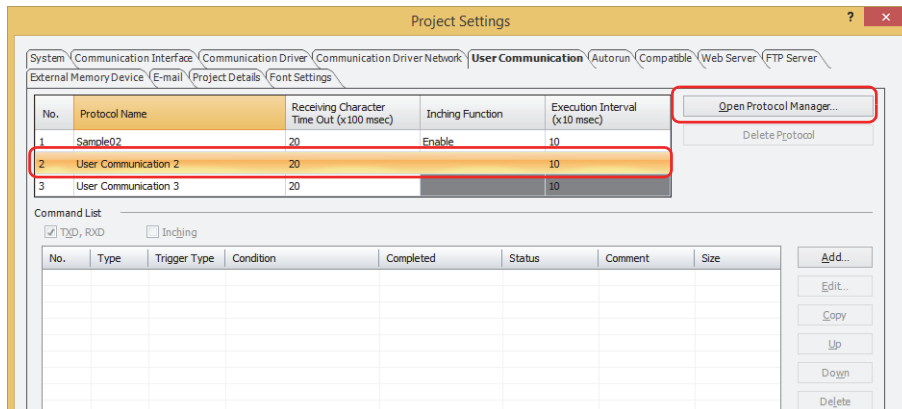 Project Settings
? ×
System Communication Interface Communication Driver Communication Driver Network User Communication Autorun Compatible Web Server FTP Server
External Memory Device E-mail Project Details Font Settings
No. Protocol Name Receiving Character Time Out (x100 msec) Inching Function Execution Interval (x10 msec)
Open Protocol Manager...
1 Sample02 20 Enable 10
Delete Protocol
2 User Communication 2 20 10
3 User Communication 3 20 10
Command List
TXD, RXD Inching
No. Type Trigger Type Condition Completed Status Comment Size
Add...
Edit...
Copy
Up
Down
Delete